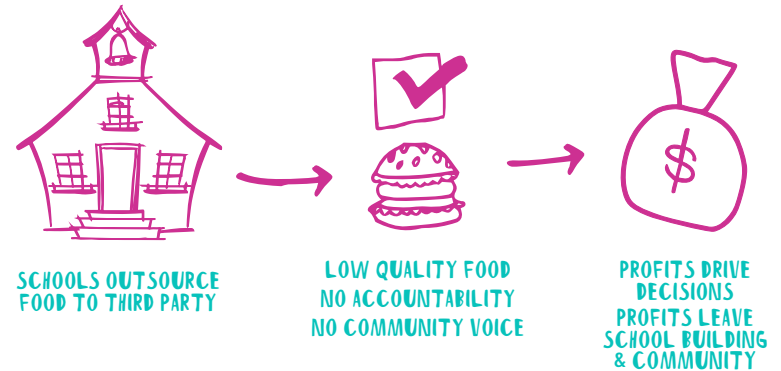 $
SCHOOLS OUTSOURCE
FOOD TO THIRD PARTY
LOW QUALITY FOOD
NO ACCOUNTABILITY
NO COMMUNITY VOICE
PROFITS DRIVE
DECISIONS
PROFITS LEAVE
SCHOOL BUILDING
& COMMUNITY